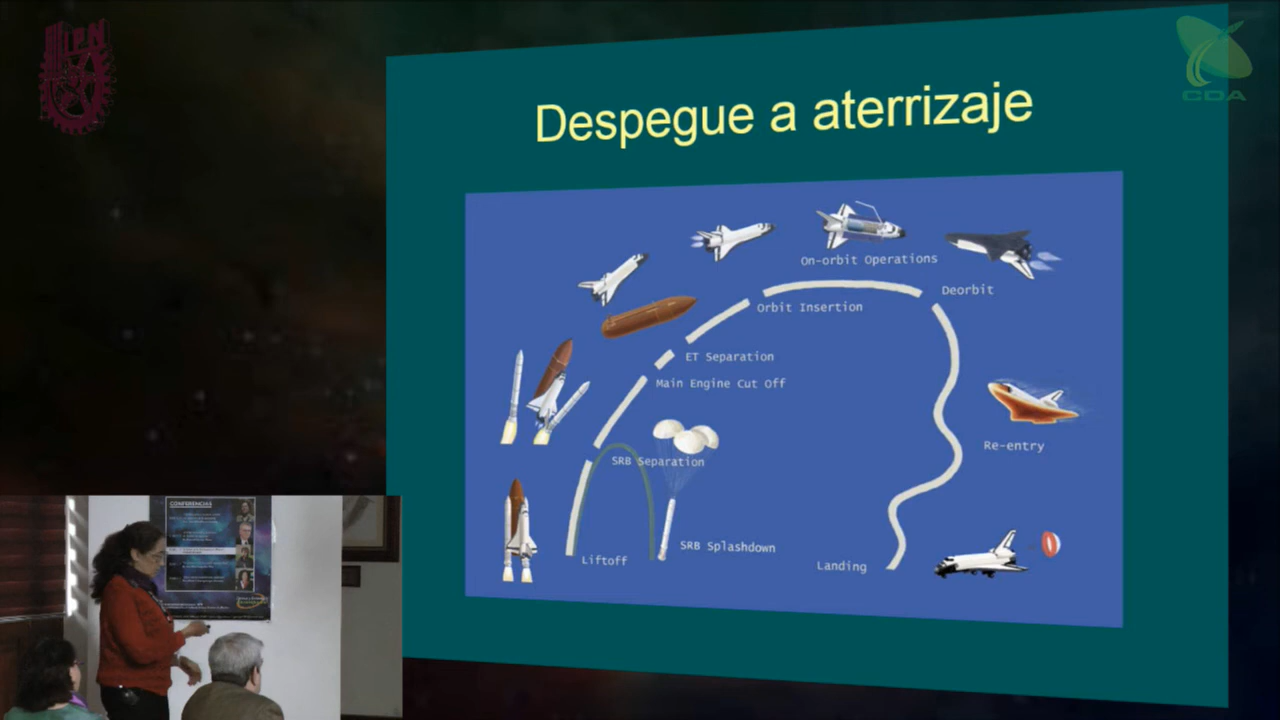 IPN
CDA
Despegue a aterrizaje
On-orbit Operations
Deorbit
Orbit Insertion
ET Separation
Main Engine Cut Off
Re-entry
SRB Separation
SRB Splashdown
Liftoff
Landing
CONFERENCIAS